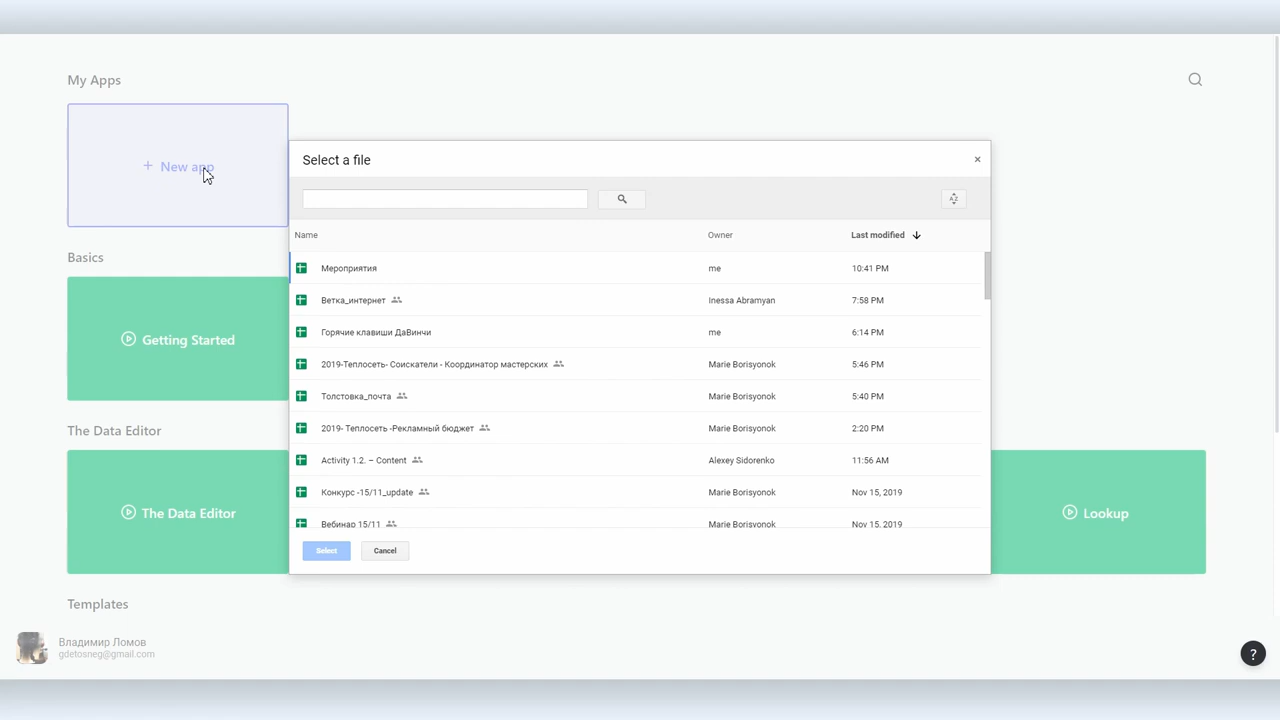 My Apps
+ New app
Select a file
×
Name Owner Last modified
Мероприятия me 10:41 PM
Ветка_интернет Inessa Abramyan 7:58 PM
Горячие клавиши ДаВинчи me 6:14 PM
2019-Теплосеть- Соискатели - Координатор мастерских Marie Borisyonok 5:46 PM
Толстовка_почта Marie Borisyonok 5:40 PM
2019- Теплосеть -Рекламный бюджет Marie Borisyonok 2:20 PM
Activity 1.2. – Content Alexey Sidorenko 11:56 AM
Конкурс -15/11_update Marie Borisyonok Nov 15, 2019
Вебинар 15/11 Marie Borisyonok Nov 15, 2019
Select Cancel
Basics
Getting Started
The Data Editor
The Data Editor
Lookup
Templates
Владимир Ломов
gdetosneg@gmail.com
?